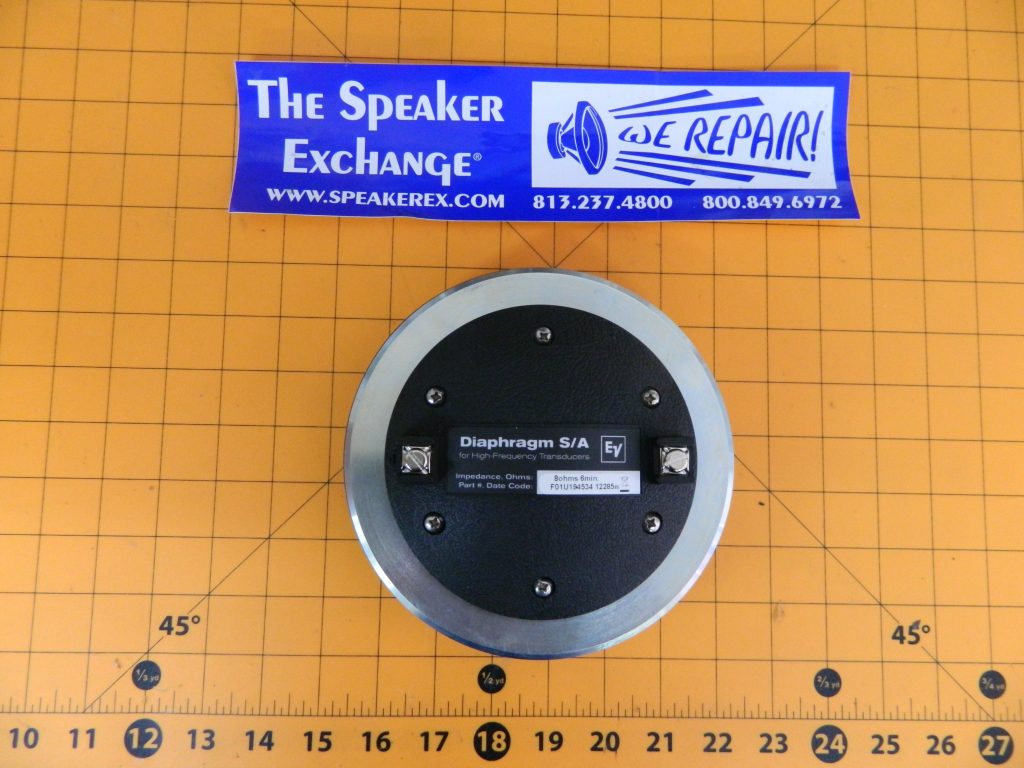 THE SPEAKER
EXCHANGE®
WWW.SPEAKEREX.COM
WE REPAIR!
813.237.4800 800.849.6972
Diaphragm S/A
for High-Frequency Transducers
EV
Impedance, Ohms: 8ohms 6min.
Part #, Date Code: F01U194534 12285
45°
45°
1/3 yd 1/2 yd 2/3 yd 3/4 yd
10 11 12 13 14 15 16 17 18 19 20 21 22 23 24 25 26 27